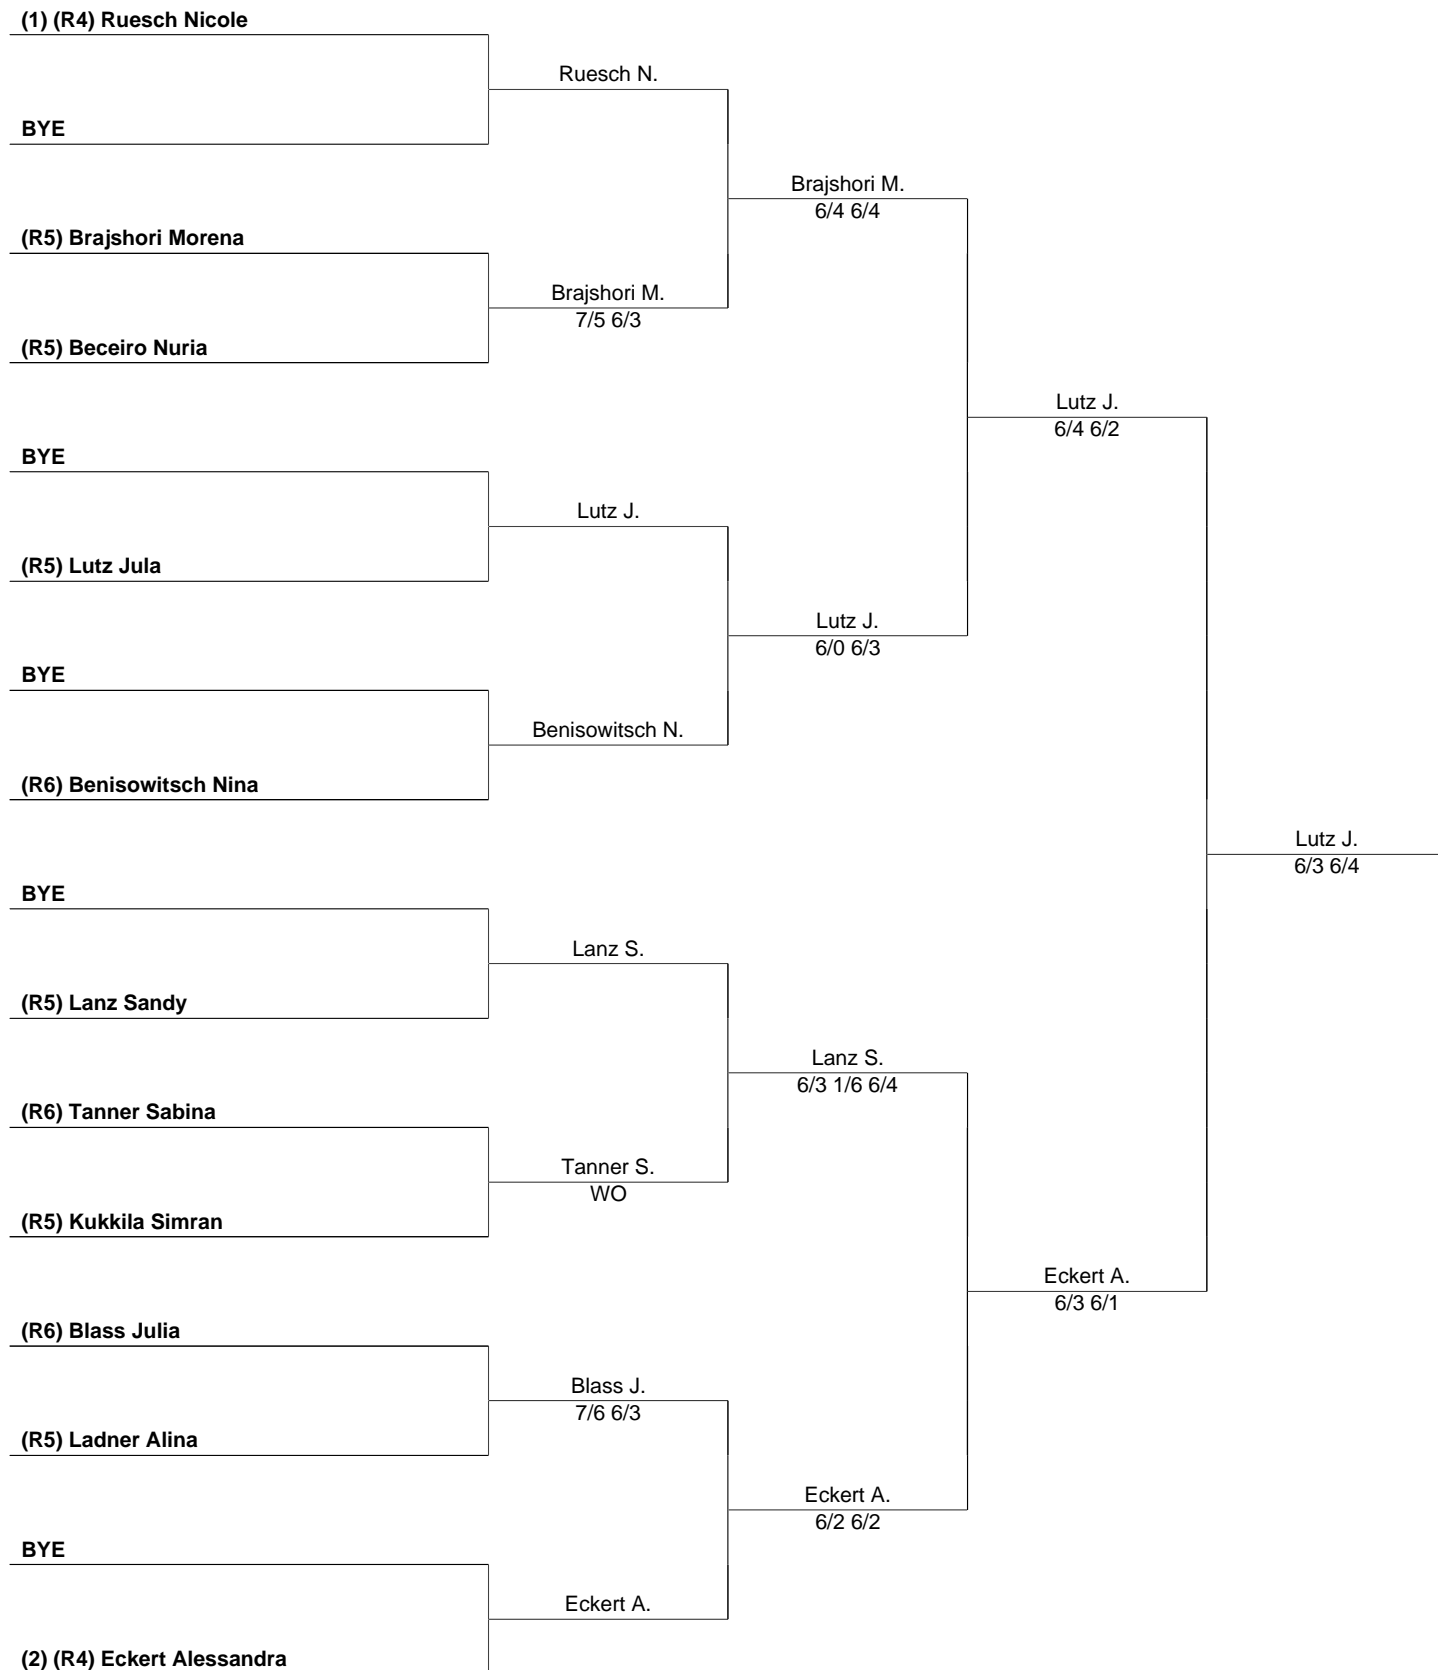 (1) (R4) Ruesch Nicole
Ruesch N.
BYE
Brajshori M.
6/4 6/4
(R5) Brajshori Morena
Brajshori M.
7/5 6/3
(R5) Beceiro Nuria
Lutz J.
6/4 6/2
BYE
Lutz J.
(R5) Lutz Jula
Lutz J.
6/0 6/3
BYE
Benisowitsch N.
(R6) Benisowitsch Nina
Lutz J.
6/3 6/4
BYE
Lanz S.
(R5) Lanz Sandy
Lanz S.
6/3 1/6 6/4
(R6) Tanner Sabina
Tanner S.
WO
(R5) Kukkila Simran
Eckert A.
6/3 6/1
(R6) Blass Julia
Blass J.
7/6 6/3
(R5) Ladner Alina
Eckert A.
6/2 6/2
BYE
Eckert A.
(2) (R4) Eckert Alessandra